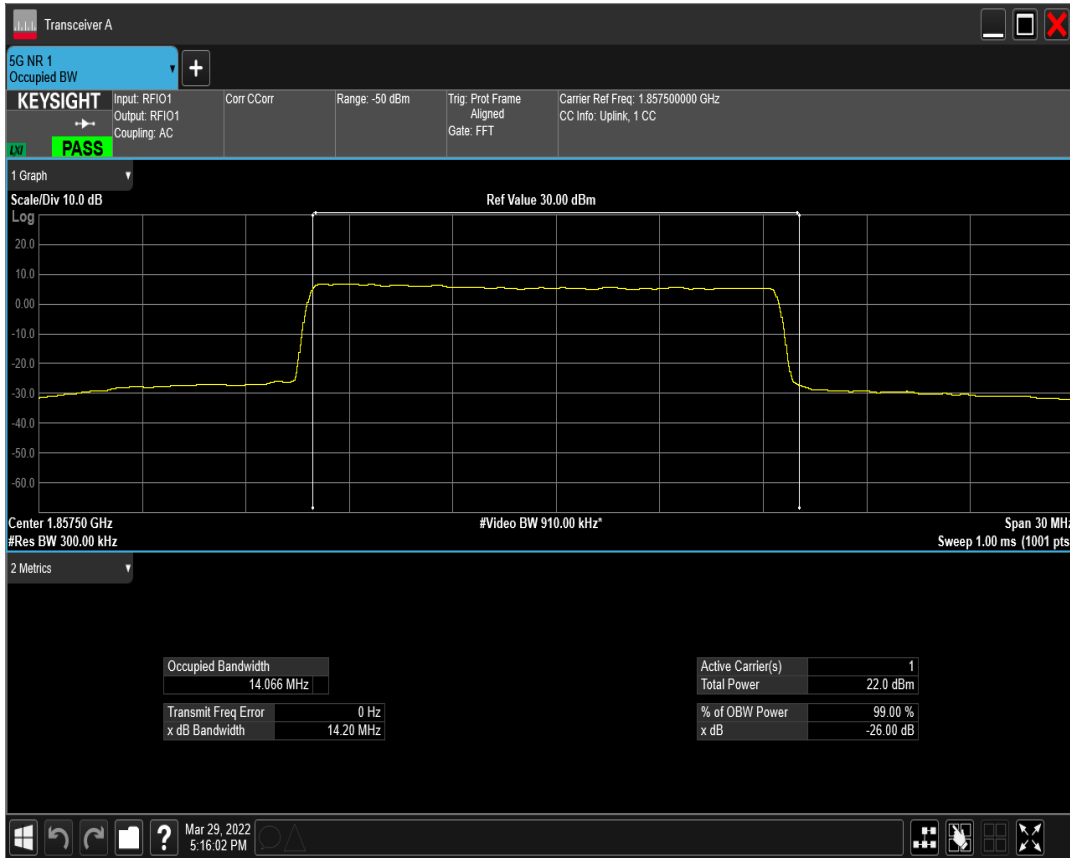 Transceiver A
5G NR 1
Occupied BW
KEYSIGHT
LXI
PASS
Input: RFIO1
Output: RFIO1
Coupling: AC
Corr CCorr
Range: -50 dBm
Trig: Prot Frame
Aligned
Gate: FFT
Carrier Ref Freq: 1.857500000 GHz
CC Info: Uplink, 1 CC
1 Graph
Scale/Div 10.0 dB
Ref Value 30.00 dBm
Log
20.0
10.0
0.00
-10.0
-20.0
-30.0
-40.0
-50.0
-60.0
Center 1.85750 GHz
#Video BW 910.00 kHz*
Span 30 MHz
#Res BW 300.00 kHz
Sweep 1.00 ms (1001 pts
2 Metrics
Occupied Bandwidth
14.066 MHz
Transmit Freq Error 0 Hz
x dB Bandwidth 14.20 MHz
Active Carrier(s) 1
Total Power 22.0 dBm
% of OBW Power 99.00 %
x dB -26.00 dB
Mar 29, 2022
5:16:02 PM